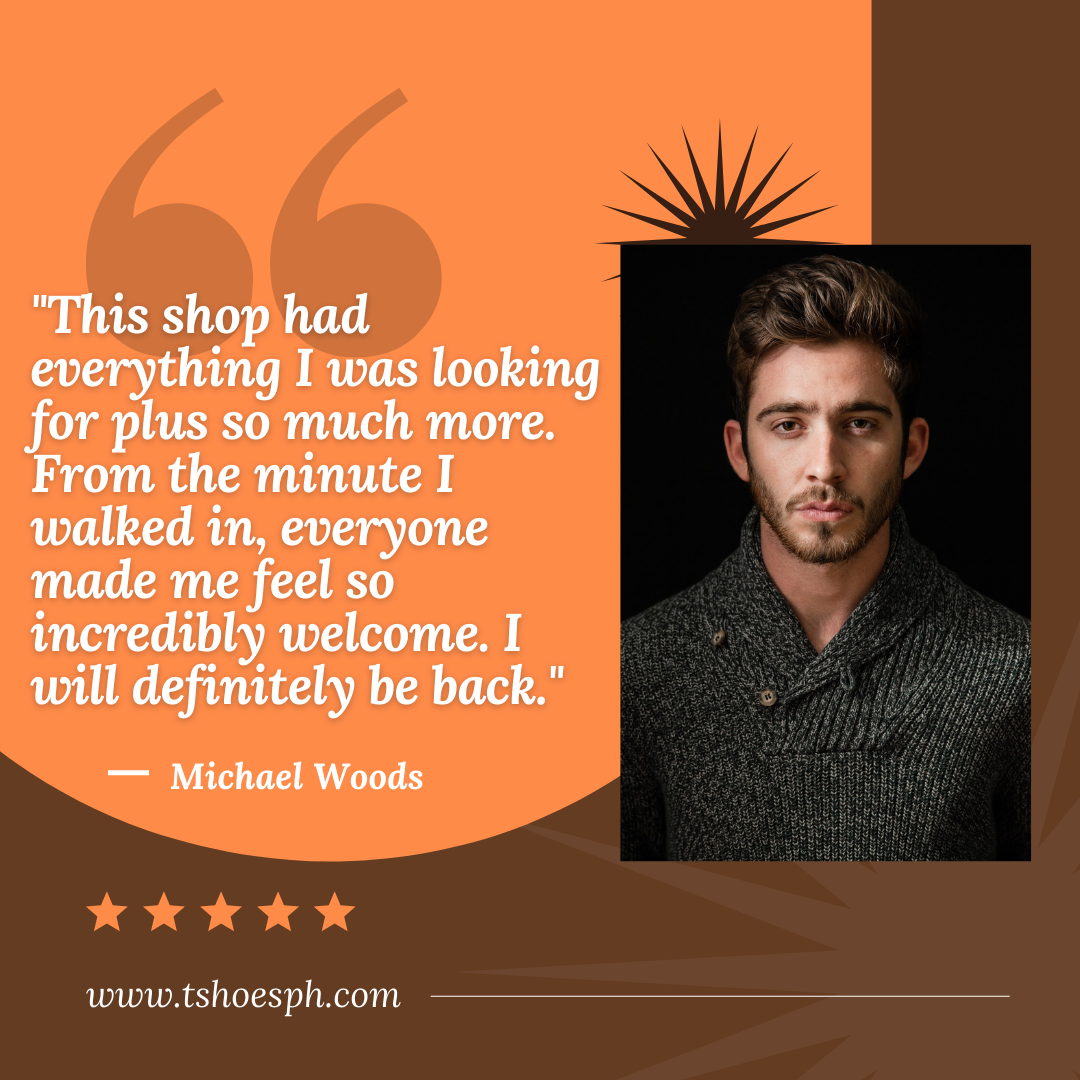 "This shop had
everything I was looking
for plus so much more.
From the minute I
walked in, everyone
made me feel so
incredibly welcome. I
will definitely be back."
— Michael Woods
www.tshoesph.com